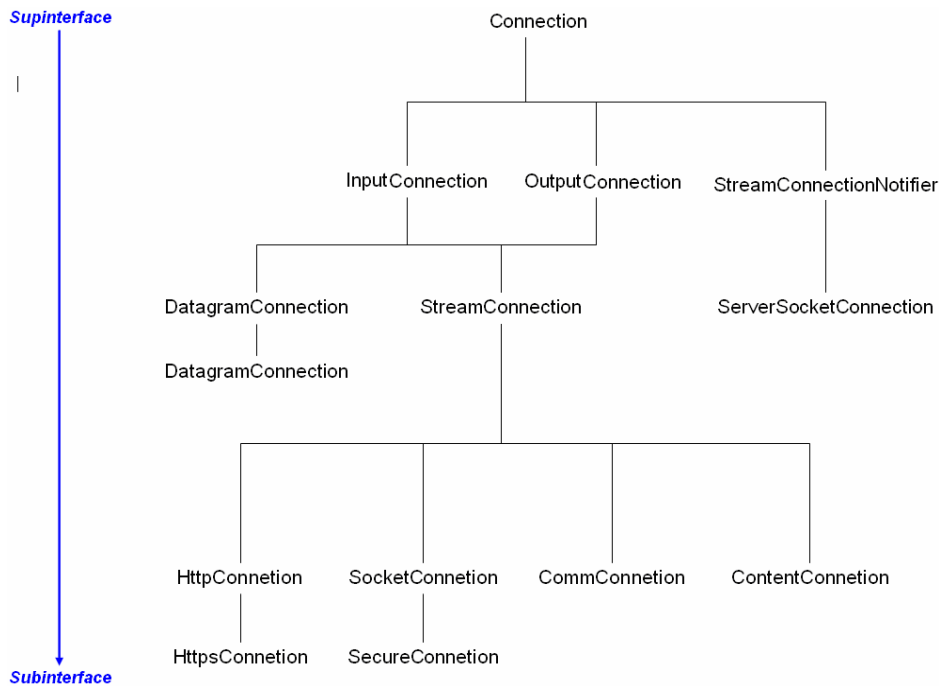 Supinterface
Connection
InputConnection
OutputConnection
StreamConnectionNotifier
DatagramConnection
StreamConnection
ServerSocketConnection
DatagramConnection
HttpConnetion
SocketConnetion
CommConnetion
ContentConnetion
HttpsConnetion
SecureConnetion
Subinterface